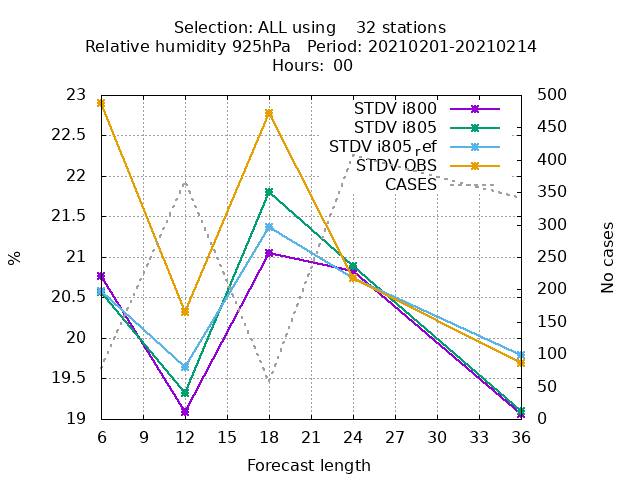 Selection: ALL using 32 stations
Relative humidity 925hPa Period: 20210201-20210214
Hours: 00
23
22.5
22
21.5
21
20.5
20
19.5
19
%
500
450
400
350
300
250
200
150
100
50
0
No cases
STDV i800
STDV i805
STDV i805ref
STDV OBS
CASES
6 9 12 15 18 21 24 27 30 33 36
Forecast length